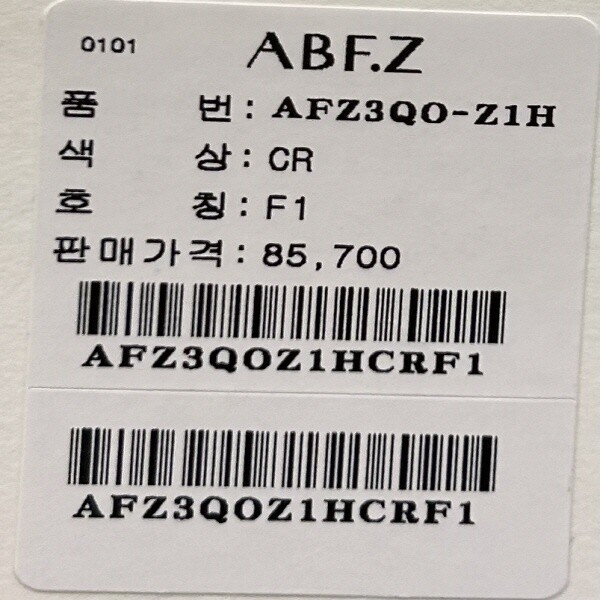 0101 ABF.Z
품 번: AFZ3QO-Z1H
색 상: CR
호 칭: F1
판매가격: 85,700
AFZ3QOZ1HCRF1
AFZ3QOZ1HCRF1